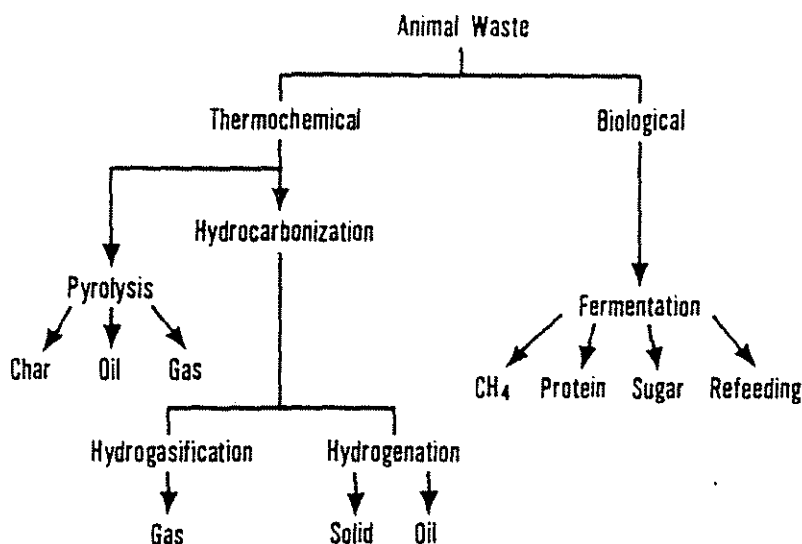 Animal Waste
Thermochemical Biological
Hydrocarbonization
Pyrolysis Fermentation
Char Oil Gas CH₄ Protein Sugar Refeeding
Hydrogasification Hydrogenation
Gas Solid Oil